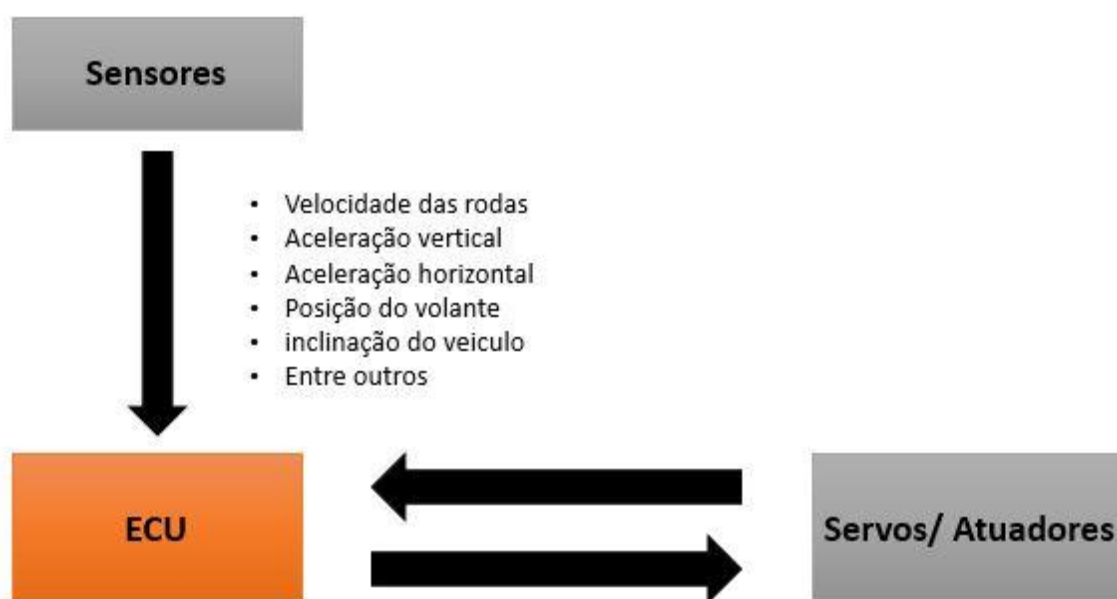 Sensores
• Velocidade das rodas
• Aceleração vertical
• Aceleração horizontal
• Posição do volante
• inclinação do veiculo
• Entre outros
ECU
Servos/ Atuadores